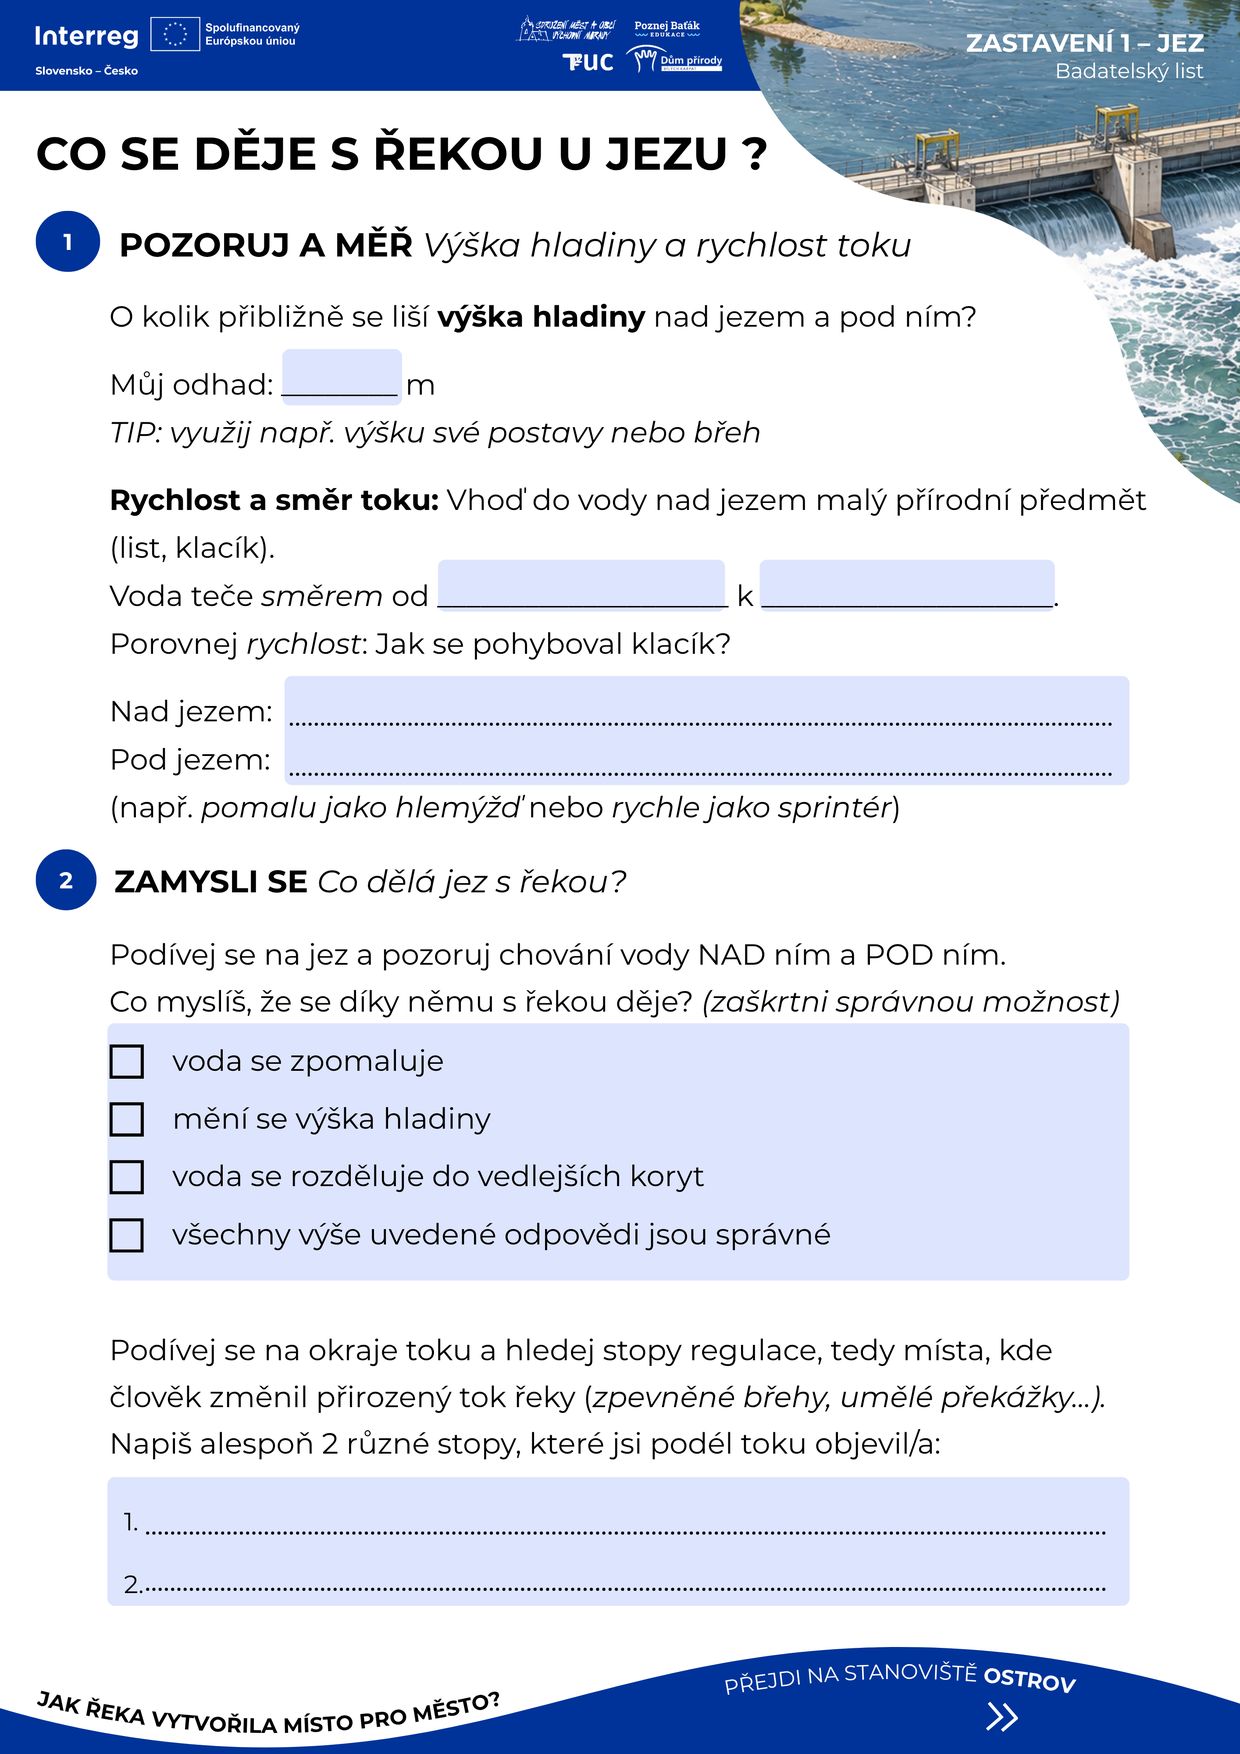 Interreg
Spolufinancovaný
Európskou úniou
Slovensko – Česko
Poznej Baťák
EDUKACE
TUC
Dům přírody
ZASTAVENÍ 1 – JEZ
Badatelský list
CO SE DĚJE S ŘEKOU U JEZU ?
1 POZORUJ A MĚŘ Výška hladiny a rychlost toku
O kolik přibližně se liší výška hladiny nad jezem a pod ním?
Můj odhad: ________ m
TIP: využij např. výšku své postavy nebo břeh
Rychlost a směr toku: Vhoď do vody nad jezem malý přírodní předmět
(list, klacík).
Voda teče směrem od ____________________ k ____________________.
Porovnej rychlost: Jak se pohyboval klacík?
Nad jezem: ................................................................
Pod jezem: ................................................................
(např. pomalu jako hlemýžď nebo rychle jako sprintér)
2 ZAMYSLI SE Co dělá jez s řekou?
Podívej se na jez a pozoruj chování vody NAD ním a POD ním.
Co myslíš, že se díky němu s řekou děje? (zaškrtni správnou možnost)
voda se zpomaluje
mění se výška hladiny
voda se rozděluje do vedlejších koryt
všechny výše uvedené odpovědi jsou správné
Podívej se na okraje toku a hledej stopy regulace, tedy místa, kde
člověk změnil přirozený tok řeky (zpevněné břehy, umělé překážky...).
Napiš alespoň 2 různé stopy, které jsi podél toku objevil/a:
1. ................................................................
2. ................................................................
JAK ŘEKA VYTVOŘILA MÍSTO PRO MĚSTO?
PŘEJDI NA STANOVIŠTĚ OSTROV